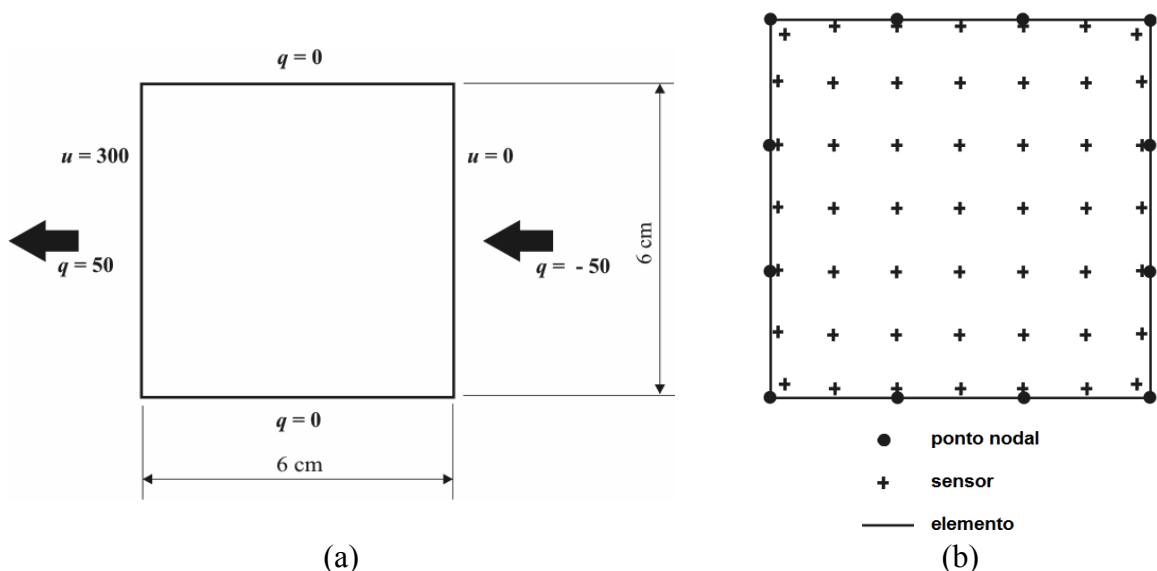 q = 0
u = 300
u = 0
q = 50
q = - 50
6 cm
q = 0
6 cm
ponto nodal
sensor
elemento
(a)
(b)